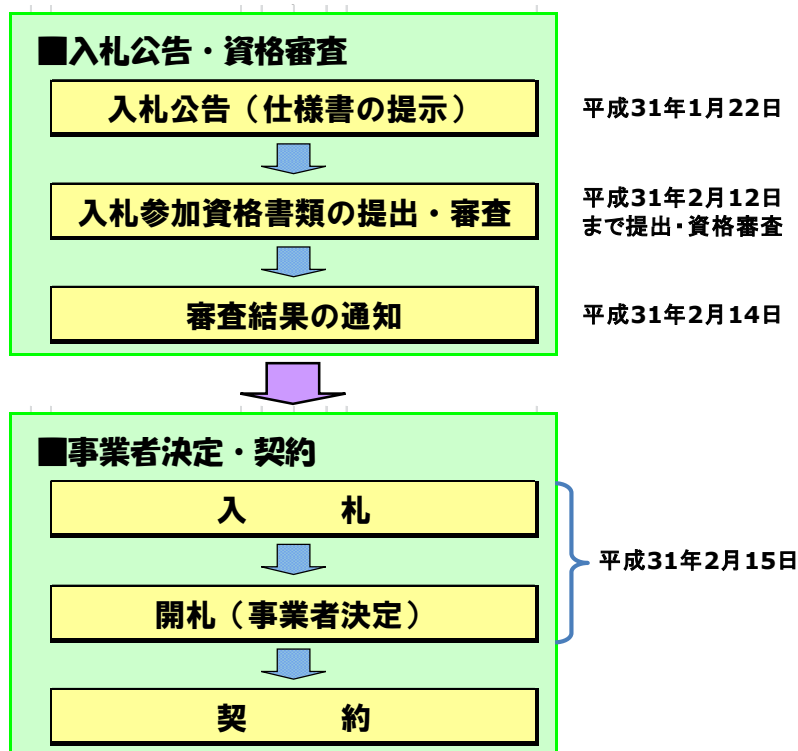 ■入札公告・資格審査
入札公告（仕様書の提示）
平成31年1月22日
入札参加資格書類の提出・審査
平成31年2月12日
まで提出・資格審査
審査結果の通知
平成31年2月14日
■事業者決定・契約
入　　　札
開札（事業者決定）
平成31年2月15日
契　　　約